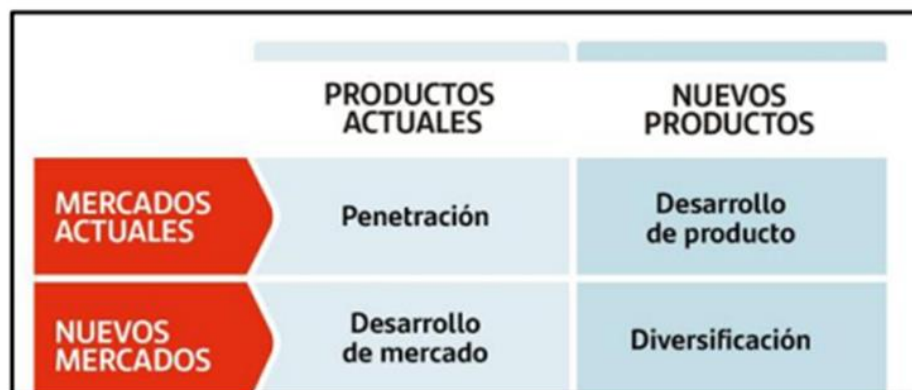 PRODUCTOS
ACTUALES
NUEVOS
PRODUCTOS
MERCADOS
ACTUALES
Penetración
Desarrollo
de producto
NUEVOS
MERCADOS
Desarrollo
de mercado
Diversificación